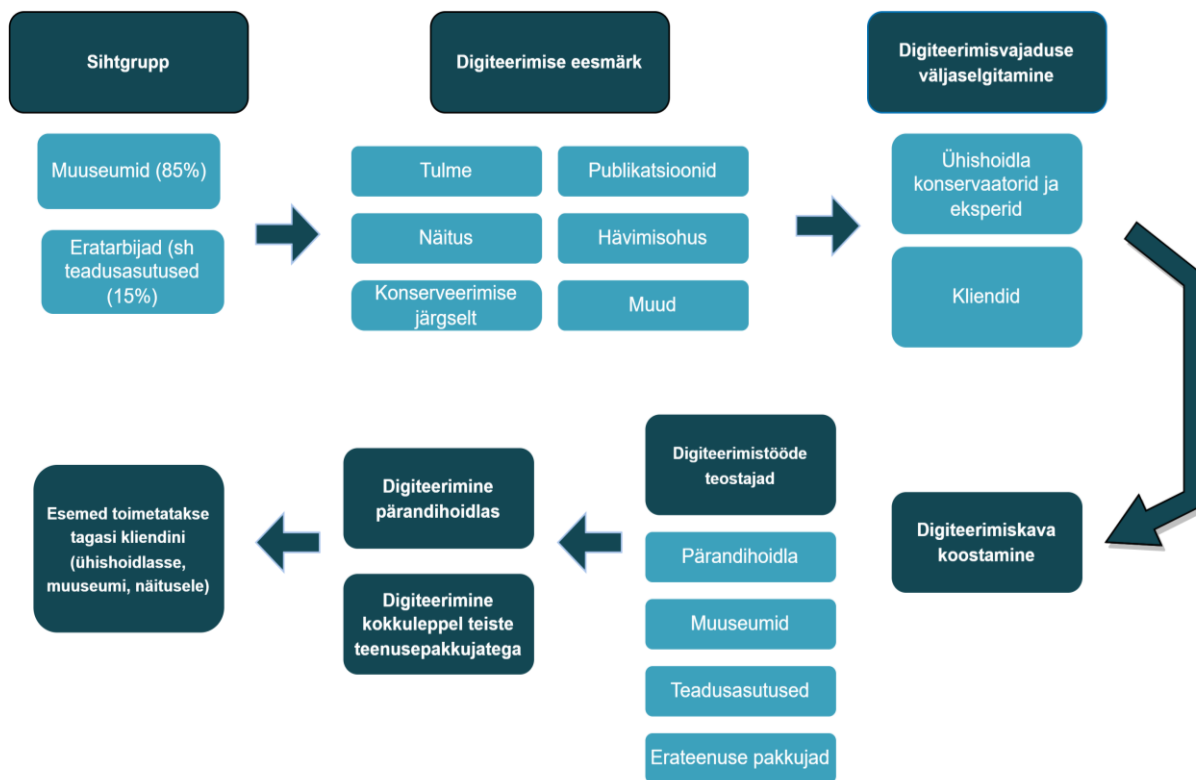 Sihtgrupp
Muuseumid (85%)
Eratarbijad (sh
teadusasutused
(15%)
Digiteerimise eesmärk
Tulme
Publikatsioonid
Näitus
Hävimisohus
Konserveerimise
järgselt
Muud
Digiteerimisvajaduse
väljaselgitamine
Ühishoidla
konservaatorid ja
eksperid
Kliendid
Digiteerimiskava
koostamine
Digiteerimistööde
teostajad
Pärandihoidla
Muuseumid
Teadusasutused
Erateenuse pakkujad
Digiteerimine
pärandihoidlas
Digiteerimine
kokkuleppel teiste
teenusepakkujatega
Esemed toimetatakse
tagasi kliendini
(ühishoidlasse,
muuseumi, näitusele)